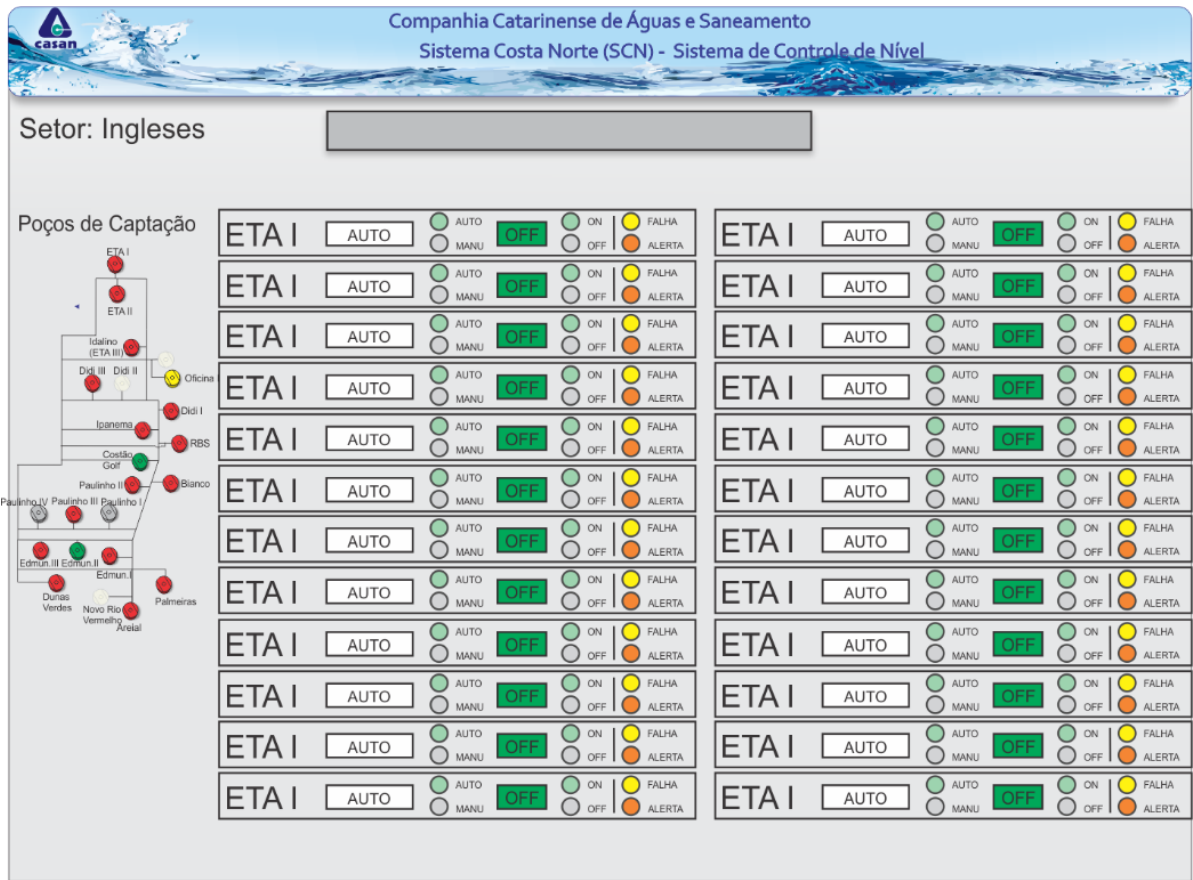 casan
Companhia Catarinense de Águas e Saneamento
Sistema Costa Norte (SCN) - Sistema de Controle de Nível
Setor: Ingleses
Poços de Captação
ETA I
ETA II
Idalino
(ETA III)
Oficina
Didi III Didi II
Didi I
Ipanema
RBS
Costão
Golf
Paulinho II
Bianco
Paulinho IV Paulinho III Paulinho I
Edmun.III Edmun.II
Edmun.I
Dunas
Verdes
Palmeiras
Novo Rio
Vermelho
Areial
ETA I AUTO AUTO OFF ON FALHA ETA I AUTO AUTO OFF ON FALHA
MANU OFF ALERTA MANU OFF ALERTA
ETA I AUTO AUTO OFF ON FALHA ETA I AUTO AUTO OFF ON FALHA
MANU OFF ALERTA MANU OFF ALERTA
ETA I AUTO AUTO OFF ON FALHA ETA I AUTO AUTO OFF ON FALHA
MANU OFF ALERTA MANU OFF ALERTA
ETA I AUTO AUTO OFF ON FALHA ETA I AUTO AUTO OFF ON FALHA
MANU OFF ALERTA MANU OFF ALERTA
ETA I AUTO AUTO OFF ON FALHA ETA I AUTO AUTO OFF ON FALHA
MANU OFF ALERTA MANU OFF ALERTA
ETA I AUTO AUTO OFF ON FALHA ETA I AUTO AUTO OFF ON FALHA
MANU OFF ALERTA MANU OFF ALERTA
ETA I AUTO AUTO OFF ON FALHA ETA I AUTO AUTO OFF ON FALHA
MANU OFF ALERTA MANU OFF ALERTA
ETA I AUTO AUTO OFF ON FALHA ETA I AUTO AUTO OFF ON FALHA
MANU OFF ALERTA MANU OFF ALERTA
ETA I AUTO AUTO OFF ON FALHA ETA I AUTO AUTO OFF ON FALHA
MANU OFF ALERTA MANU OFF ALERTA
ETA I AUTO AUTO OFF ON FALHA ETA I AUTO AUTO OFF ON FALHA
MANU OFF ALERTA MANU OFF ALERTA
ETA I AUTO AUTO OFF ON FALHA ETA I AUTO AUTO OFF ON FALHA
MANU OFF ALERTA MANU OFF ALERTA
ETA I AUTO AUTO OFF ON FALHA ETA I AUTO AUTO OFF ON FALHA
MANU OFF ALERTA MANU OFF ALERTA